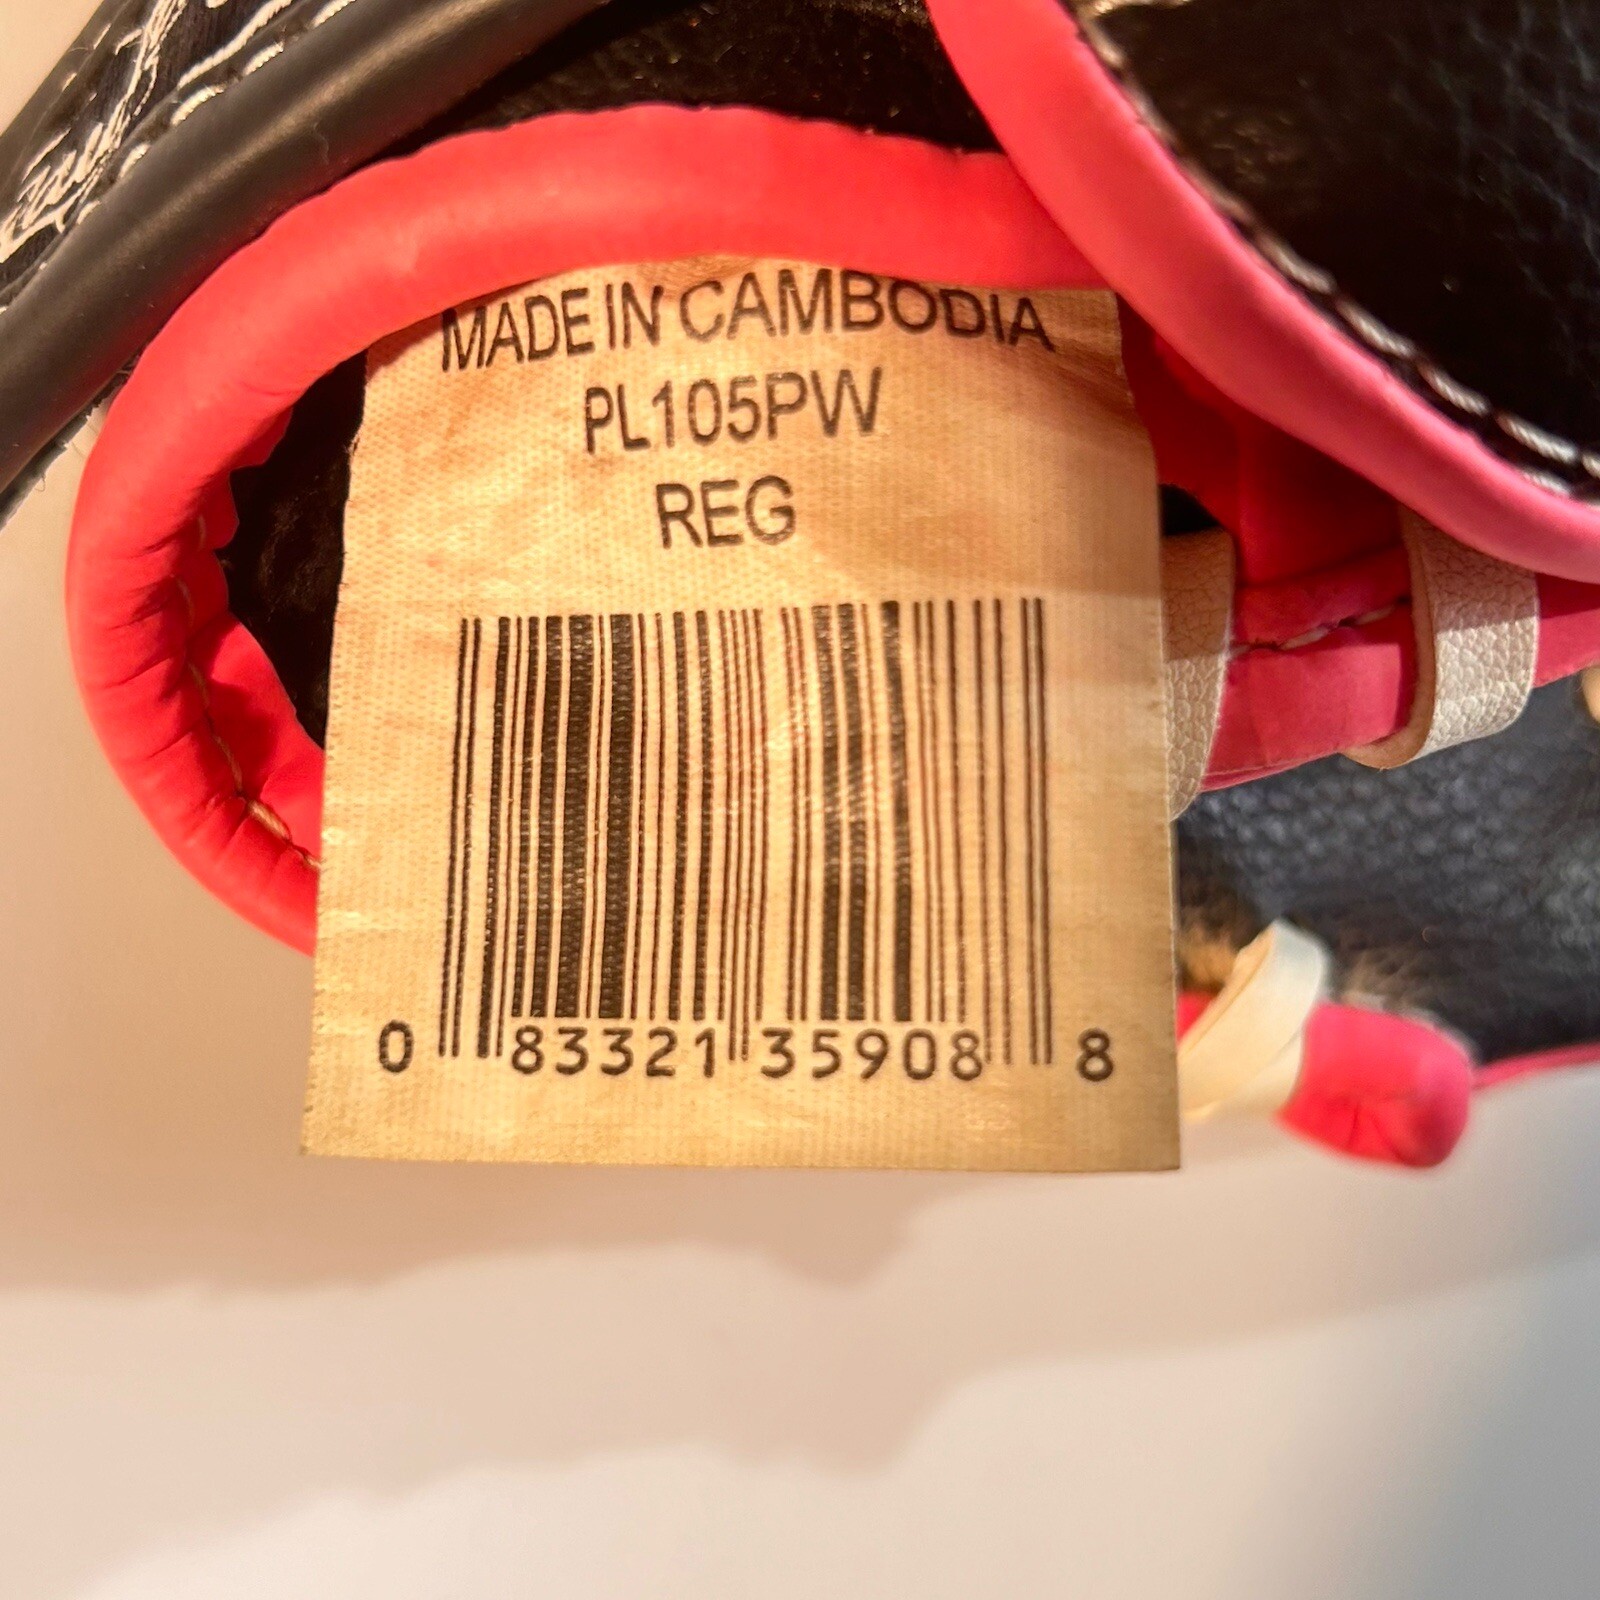 MADE IN CAMBODIA
PL105PW
REG
0 83321 35908 8